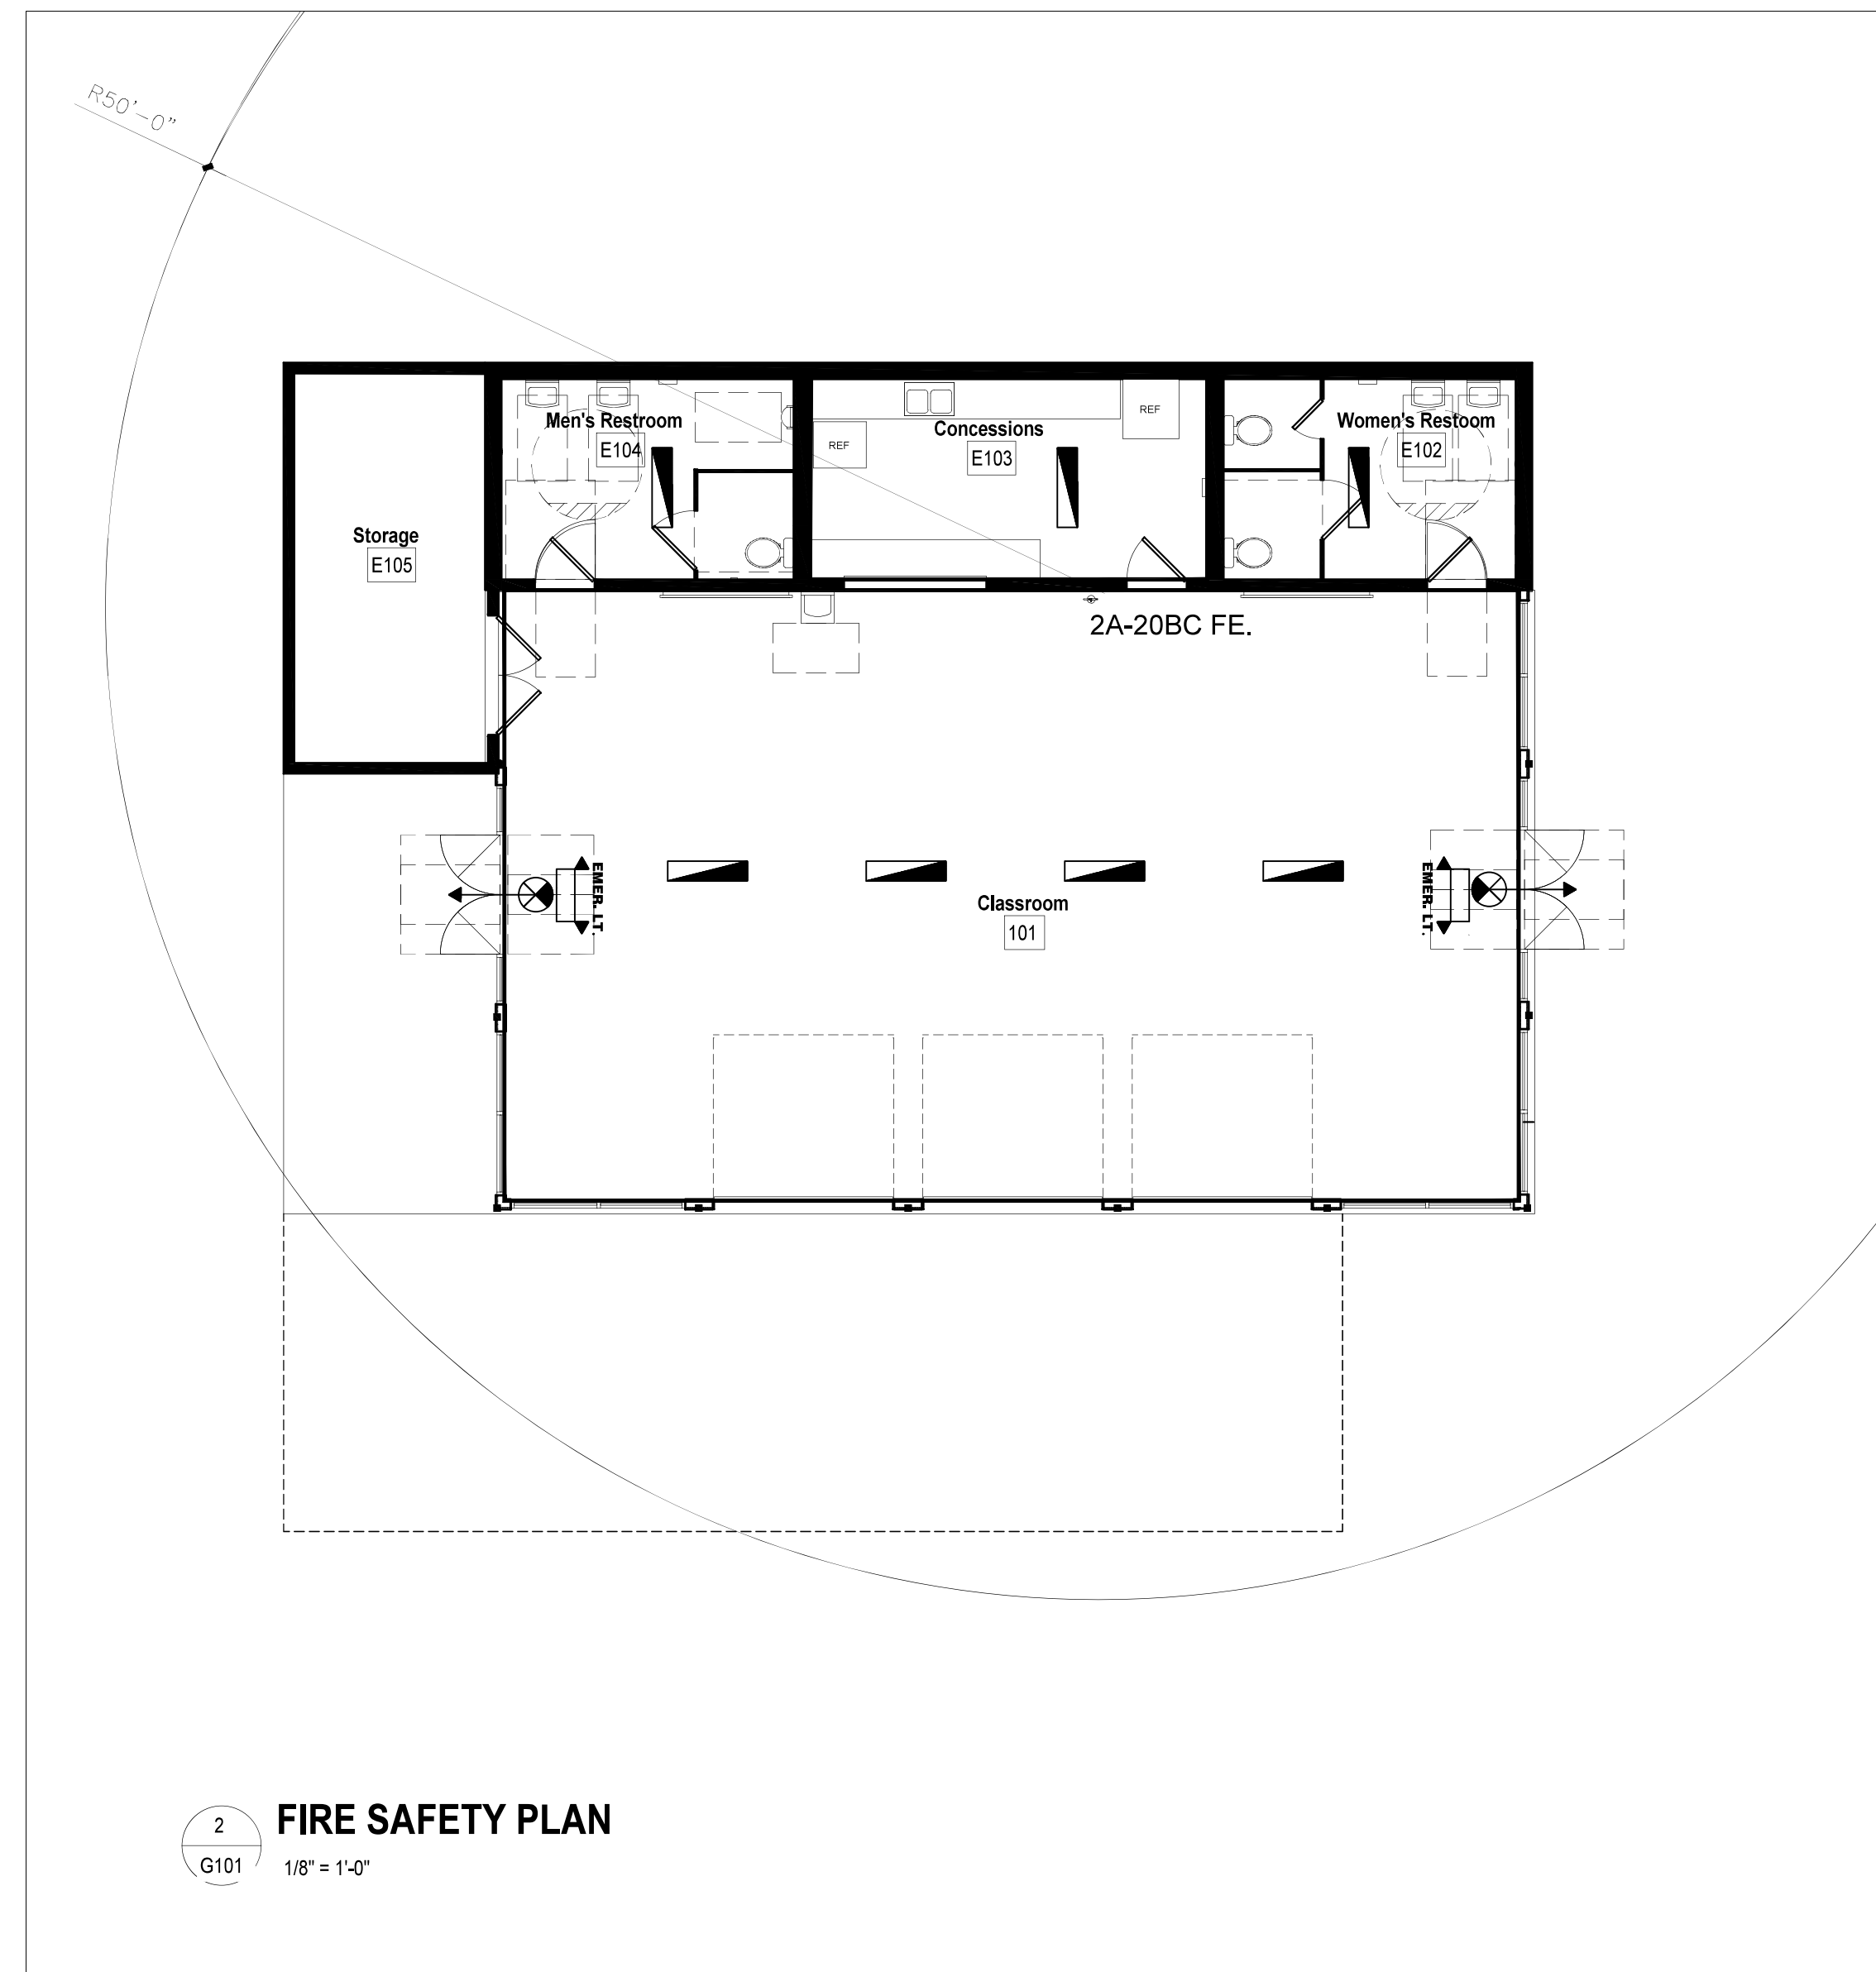 R50'-0"
Men's Restroom
E104
REF
Concessions
E103
REF
Women's Restoom
E102
Storage
E105
2A-20BC FE.
EMER. LT.
EMER. LT.
Classroom
101
2
G101
FIRE SAFETY PLAN
1/8" = 1'-0"